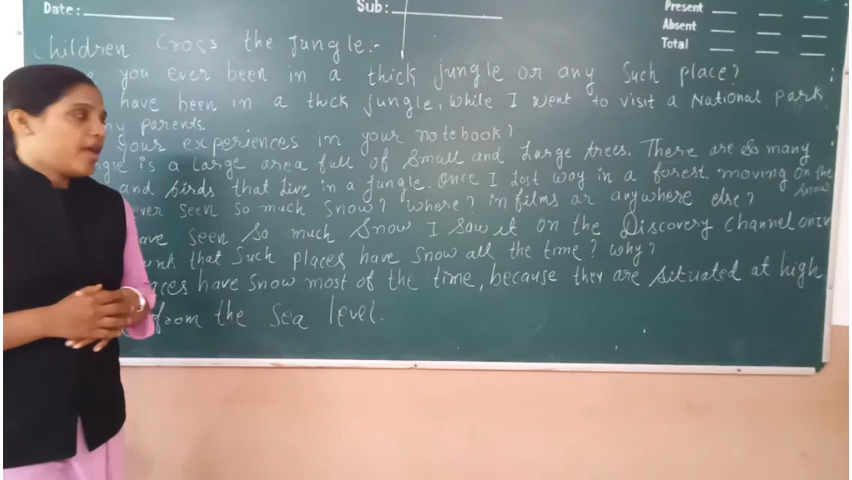 Date:
Sub:
Present
Absent
Total
Children Cross the Jungle:-
you ever been in a thick jungle or any such place?
have been in a thick jungle, while I went to visit a National park
parents.
your experiences in your notebook?
is a large area full of small and large trees. There are so many
and birds that live in a jungle. Once I lost way in a forest. moving on the snow
ever seen so much snow? where? in films or anywhere else?
seen so much snow I saw it on the Discovery channel on TV
that such places have snow all the time? why?
have snow most of the time, because they are situated at high
from the sea level.